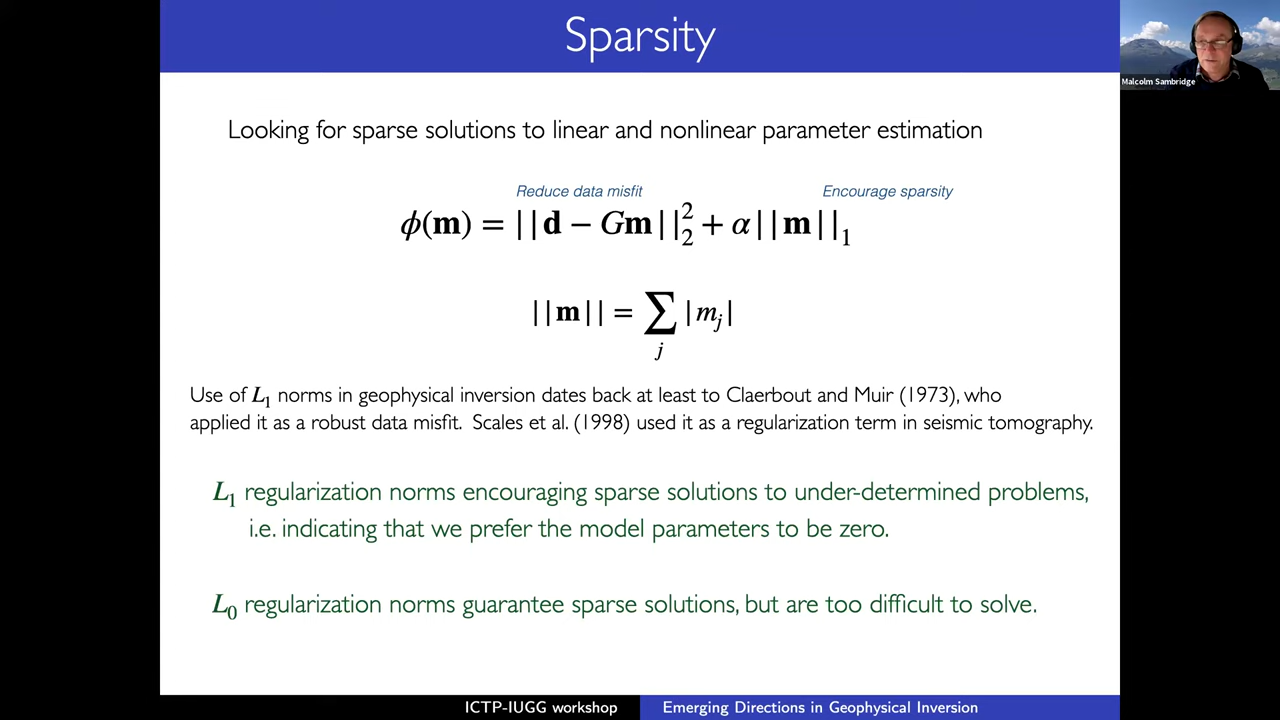 Sparsity
Malcolm Sambridge
Looking for sparse solutions to linear and nonlinear parameter estimation
Reduce data misfit
Encourage sparsity
ϕ(m) = ||d − Gm||₂² + α||m||₁
||m|| = ∑ⱼ |mⱼ|
Use of L₁ norms in geophysical inversion dates back at least to Claerbout and Muir (1973), who
applied it as a robust data misfit. Scales et al. (1998) used it as a regularization term in seismic tomography.
L₁ regularization norms encouraging sparse solutions to under-determined problems,
i.e. indicating that we prefer the model parameters to be zero.
L₀ regularization norms guarantee sparse solutions, but are too difficult to solve.
ICTP-IUGG workshop
Emerging Directions in Geophysical Inversion